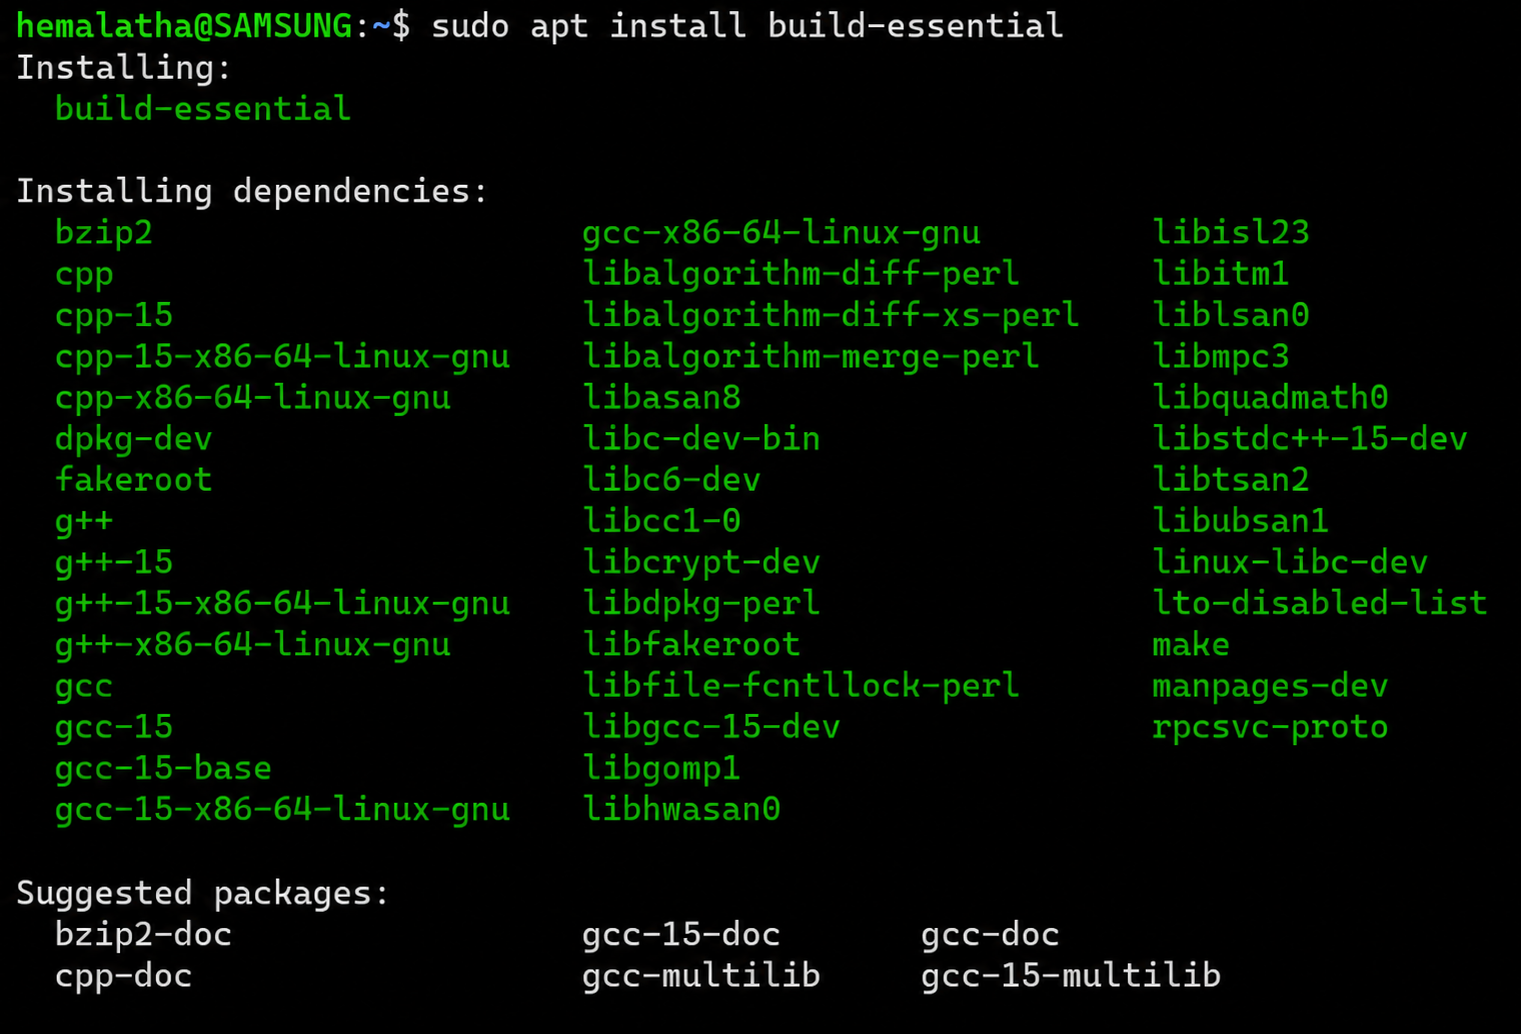 hemalatha@SAMSUNG:~$ sudo apt install build-essential
Installing:
build-essential
Installing dependencies:
bzip2 gcc-x86-64-linux-gnu libisl23
cpp libalgorithm-diff-perl libitm1
cpp-15 libalgorithm-diff-xs-perl liblsan0
cpp-15-x86-64-linux-gnu libalgorithm-merge-perl libmpc3
cpp-x86-64-linux-gnu libasan8 libquadmath0
dpkg-dev libc-dev-bin libstdc++-15-dev
fakeroot libc6-dev libtsan2
g++ libcc1-0 libubsan1
g++-15 libcrypt-dev linux-libc-dev
g++-15-x86-64-linux-gnu libdpkg-perl lto-disabled-list
g++-x86-64-linux-gnu libfakeroot make
gcc libfile-fcntllock-perl manpages-dev
gcc-15 libgcc-15-dev rpcsvc-proto
gcc-15-base libgomp1
gcc-15-x86-64-linux-gnu libhwasan0
Suggested packages:
bzip2-doc gcc-15-doc gcc-doc
cpp-doc gcc-multilib gcc-15-multilib